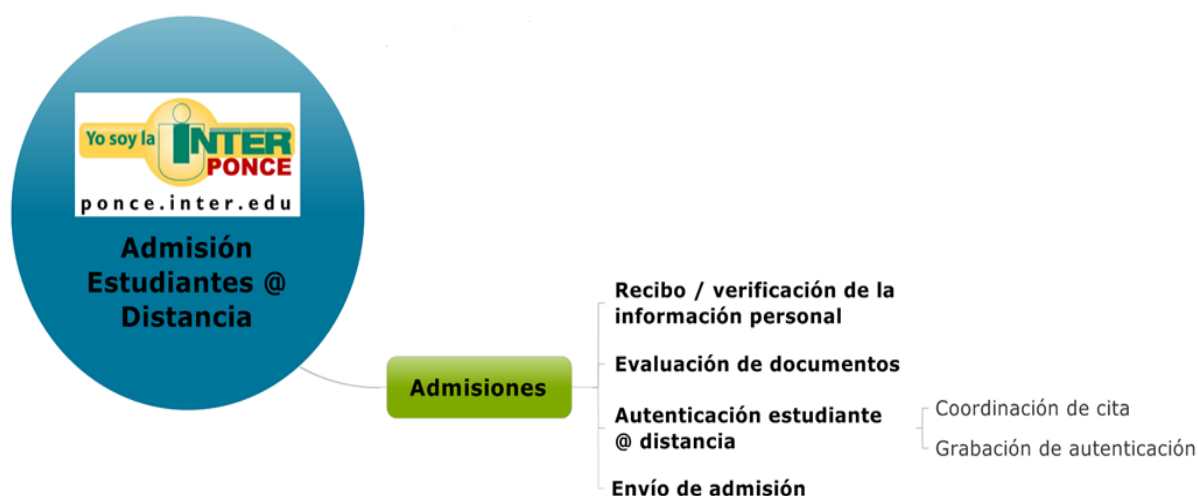 Yo soy la
INTER
PONCE
ponce.inter.edu
Admisión
Estudiantes @
Distancia
Admisiones
Recibo / verificación de la
información personal
Evaluación de documentos
Autenticación estudiante
@ distancia
Coordinación de cita
Grabación de autenticación
Envío de admisión